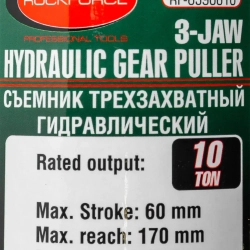 ROCKFORCE
PROFESSIONAL TOOLS
3-JAW
HYDRAULIC GEAR PULLER
СЪЕМНИК ТРЕХЗАХВАТНЫЙ
ГИДРАВЛИЧЕСКИЙ
Rated output: 10
TON
Max. Stroke: 60 mm
Max. reach: 170 mm